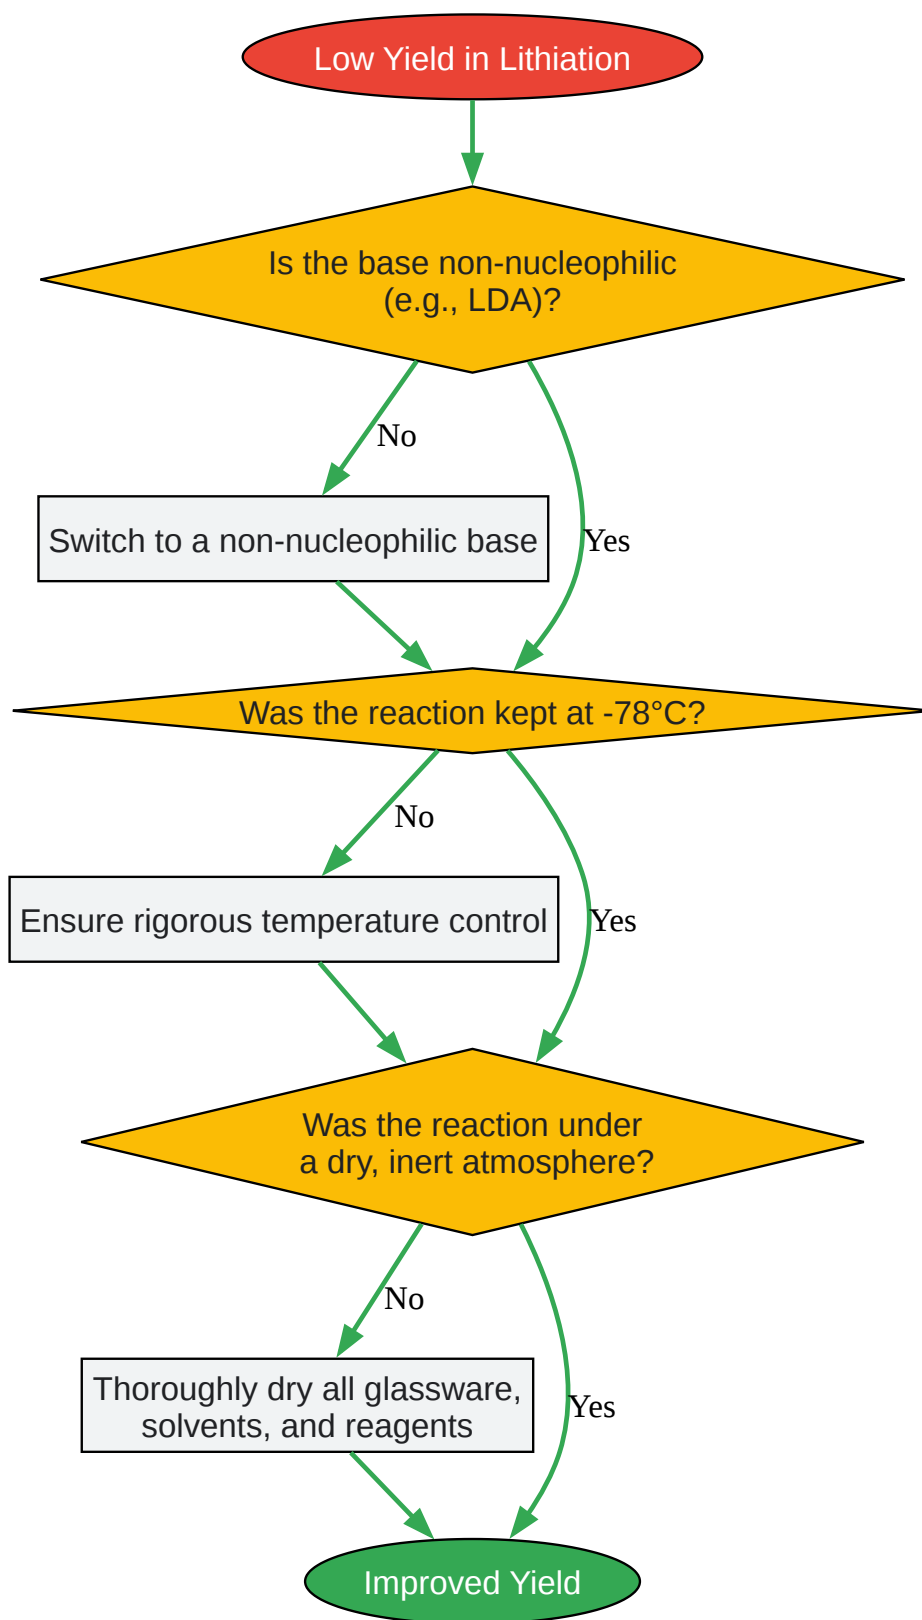 Low Yield in Lithiation
Is the base non-nucleophilic
(e.g., LDA)?
No
Switch to a non-nucleophilic base
Yes
Was the reaction kept at -78°C?
No
Ensure rigorous temperature control
Yes
Was the reaction under
a dry, inert atmosphere?
No
Thoroughly dry all glassware,
solvents, and reagents
Yes
Improved Yield